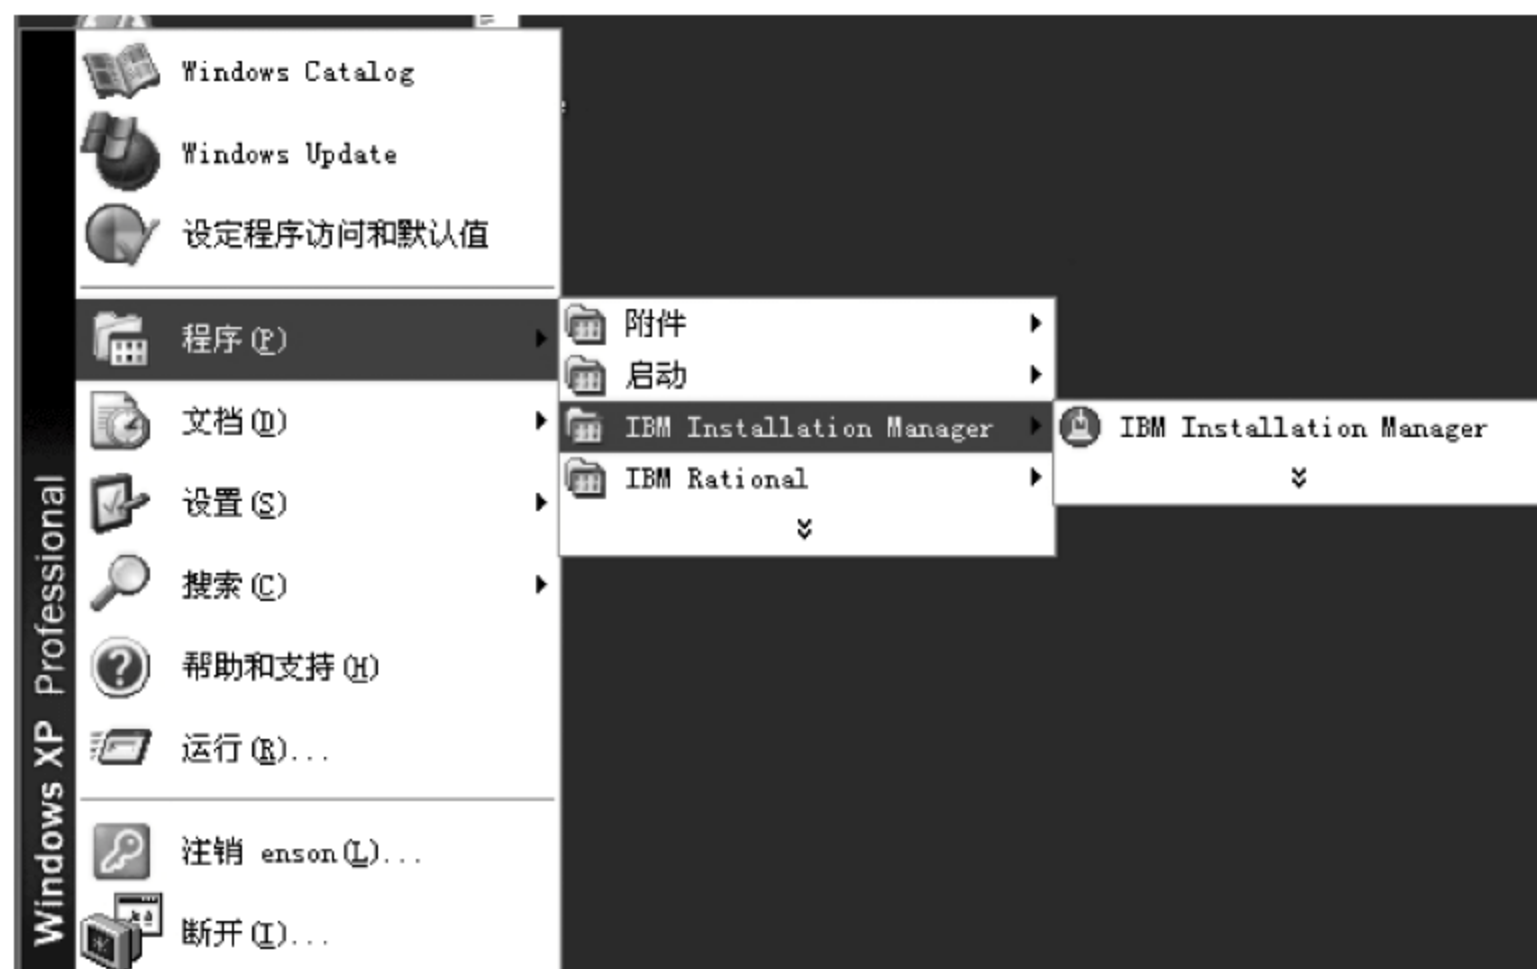 Windows Catalog
Windows Update
设定程序访问和默认值
程序(P)
附件
启动
IBM Installation Manager
IBM Installation Manager
IBM Rational
文档(D)
设置(S)
搜索(C)
帮助和支持(H)
运行(R)...
注销 enson(L)...
断开(I)...
Windows XP Professional